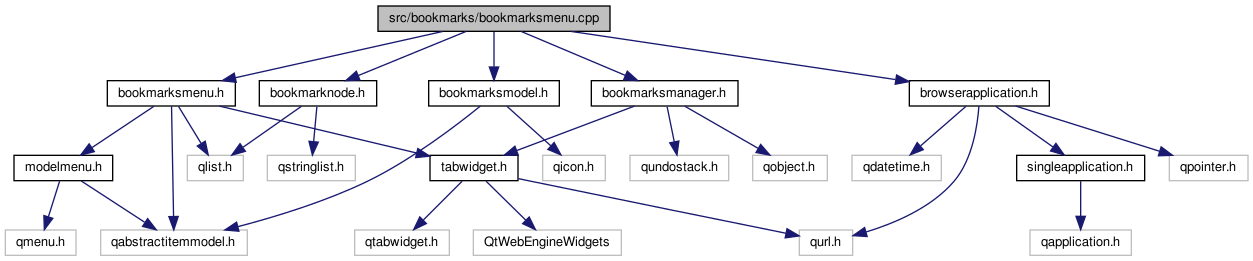 src/bookmarks/bookmarksmenu.cpp
bookmarksmenu.h
bookmarknode.h
bookmarksmodel.h
bookmarksmanager.h
browserapplication.h
modelmenu.h
qlist.h
qstringlist.h
tabwidget.h
qicon.h
qundostack.h
qobject.h
qdatetime.h
singleapplication.h
qpointer.h
qmenu.h
qabstractitemmodel.h
qtabwidget.h
QtWebEngineWidgets
qurl.h
qapplication.h